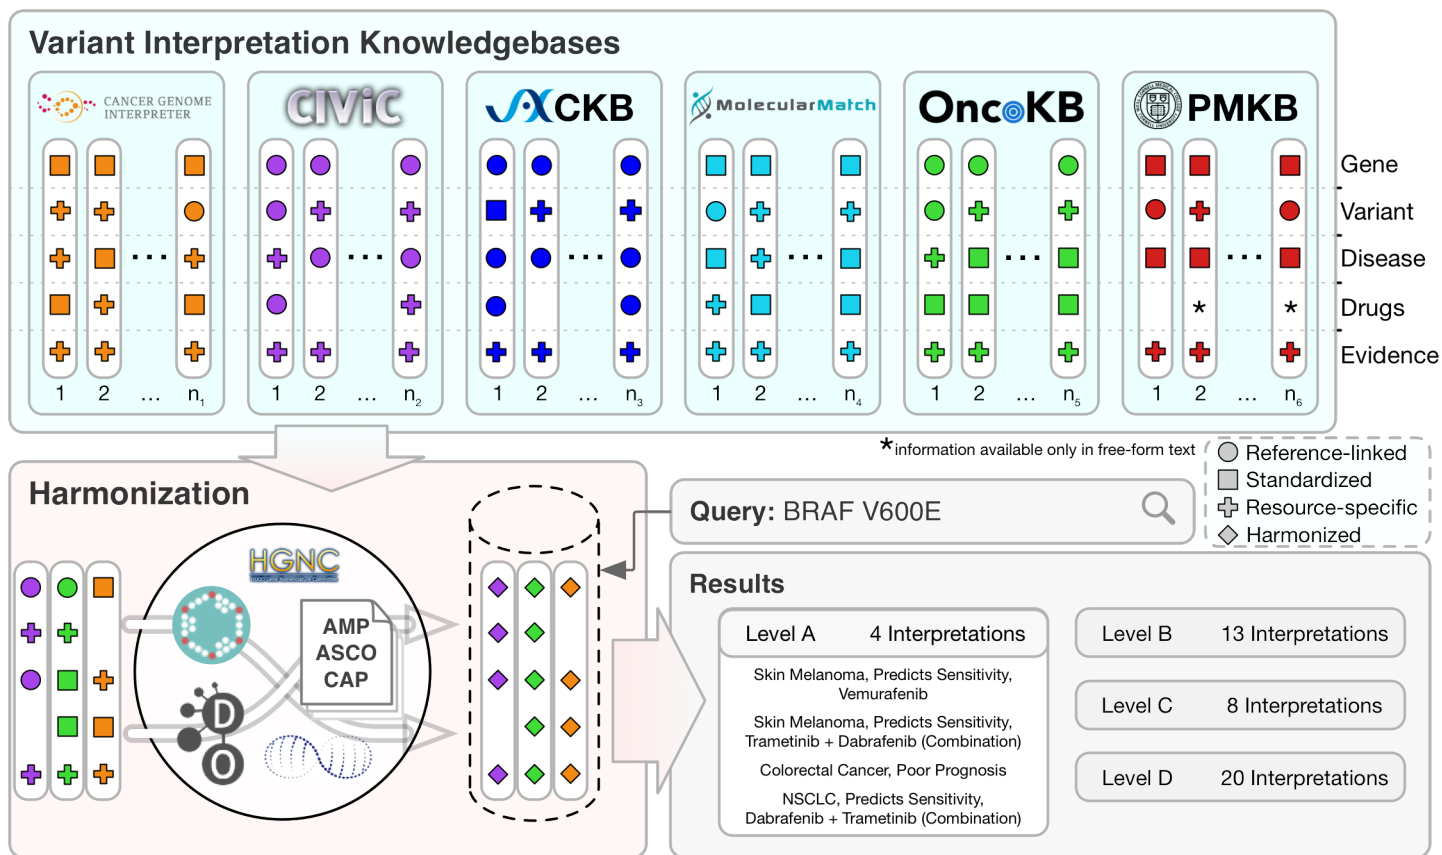 Variant Interpretation Knowledgebases
CANCER GENOME
INTERPRETER
CIViC
CKB
MolecularMatch
OncoKB
PMKB
Gene
Variant
Disease
Drugs
* *
Evidence
1 2 ... n1
1 2 ... n2
1 2 ... n3
1 2 ... n4
1 2 ... n5
1 2 ... n6
*information available only in free-form text
Reference-linked
Standardized
Resource-specific
Harmonized
Harmonization
HGNC
AMP
ASCO
CAP
D
O
Query: BRAF V600E
Results
Level A 4 Interpretations
Skin Melanoma, Predicts Sensitivity,
Vemurafenib
Skin Melanoma, Predicts Sensitivity,
Trametinib + Dabrafenib (Combination)
Colorectal Cancer, Poor Prognosis
NSCLC, Predicts Sensitivity,
Dabrafenib + Trametinib (Combination)
Level B 13 Interpretations
Level C 8 Interpretations
Level D 20 Interpretations